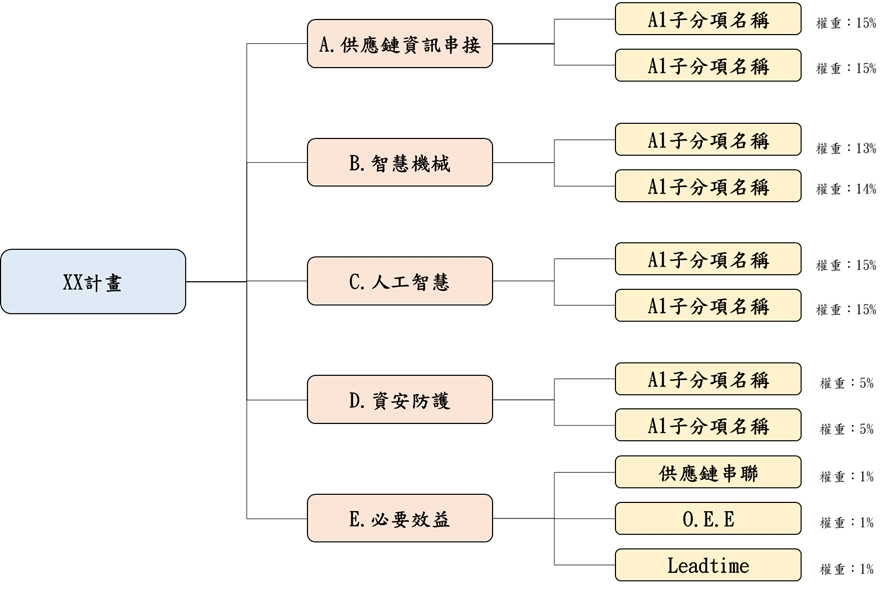 XX計畫
A.供應鏈資訊串接
A1子分項名稱
權重：15%
A1子分項名稱
權重：15%
B.智慧機械
A1子分項名稱
權重：13%
A1子分項名稱
權重：14%
C.人工智慧
A1子分項名稱
權重：15%
A1子分項名稱
權重：15%
D.資安防護
A1子分項名稱
權重：5%
A1子分項名稱
權重：5%
E.必要效益
供應鏈串聯
權重：1%
O.E.E
權重：1%
Leadtime
權重：1%